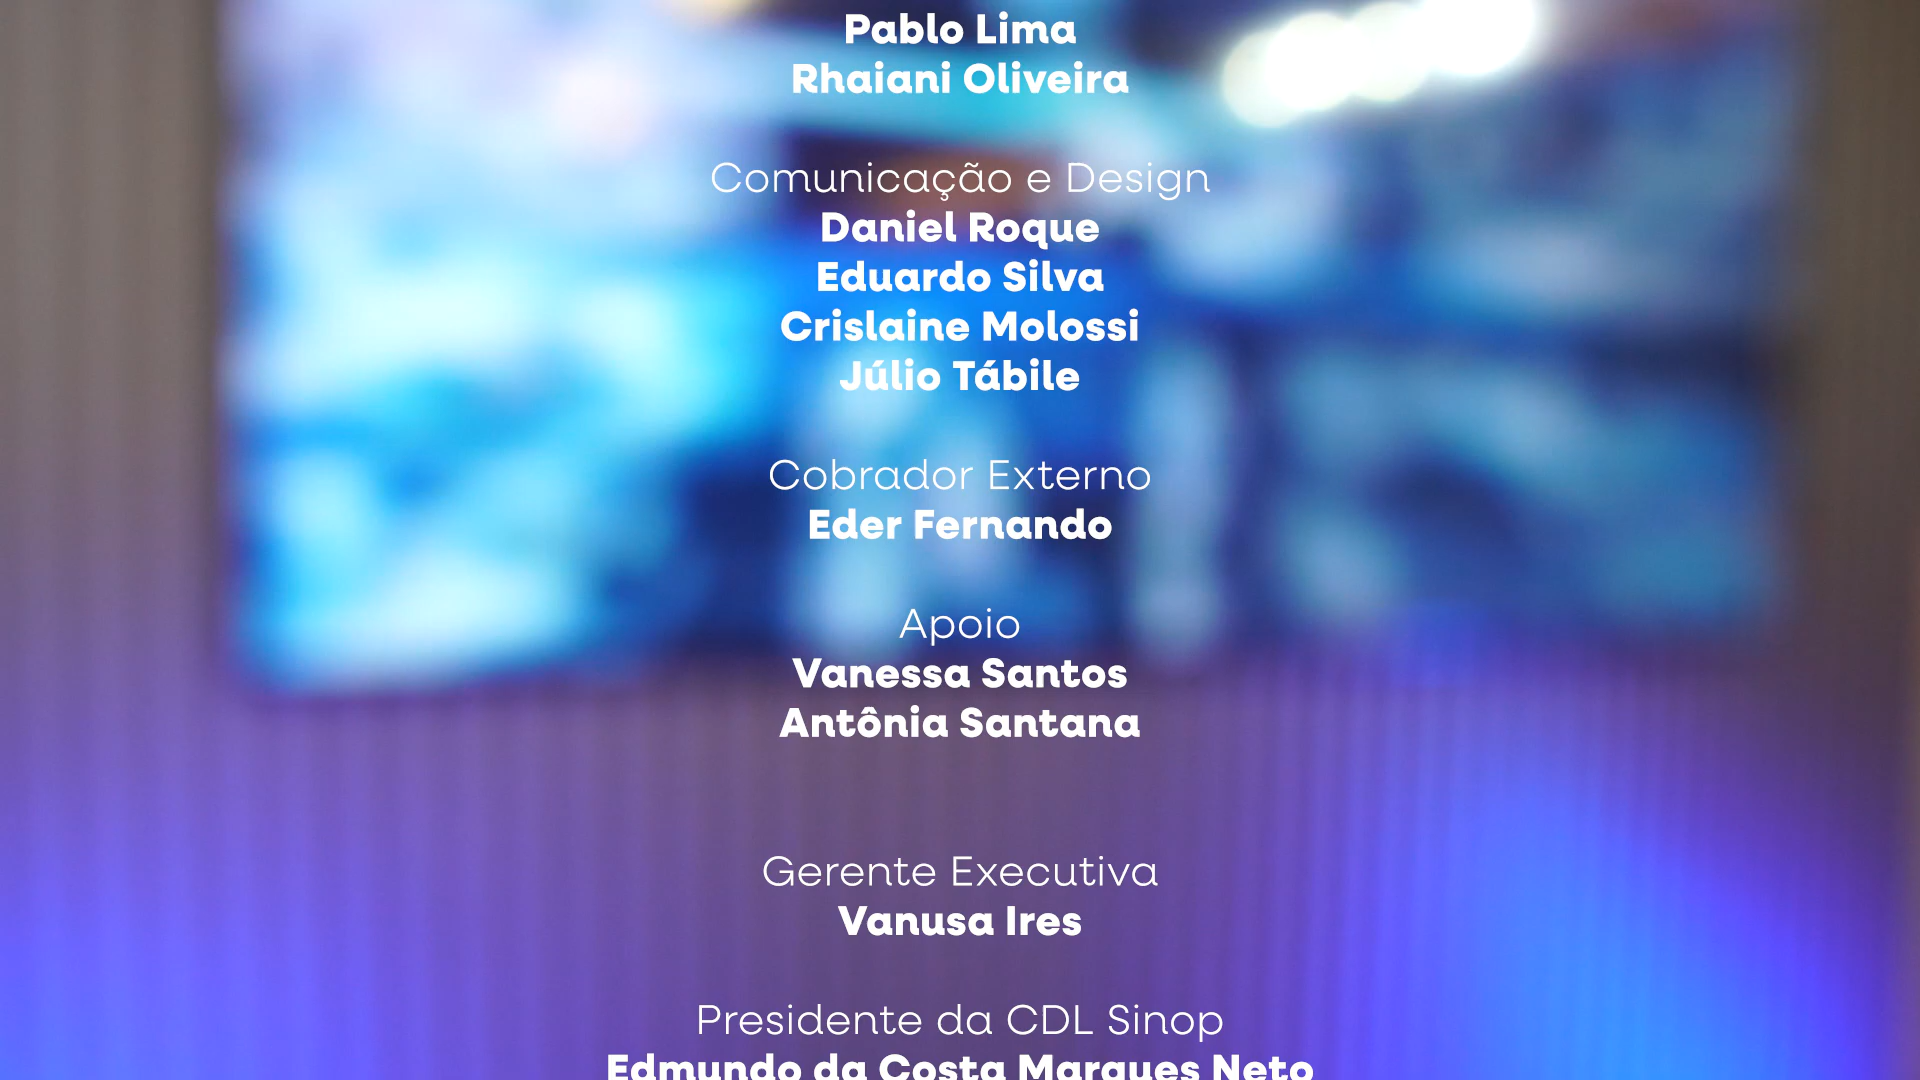 Pablo Lima
Rhaiani Oliveira
Comunicação e Design
Daniel Roque
Eduardo Silva
Crislaine Molossi
Júlio Tábile
Cobrador Externo
Eder Fernando
Apoio
Vanessa Santos
Antônia Santana
Gerente Executiva
Vanusa Ires
Presidente da CDL Sinop
Edmundo da Costa Marques Neto